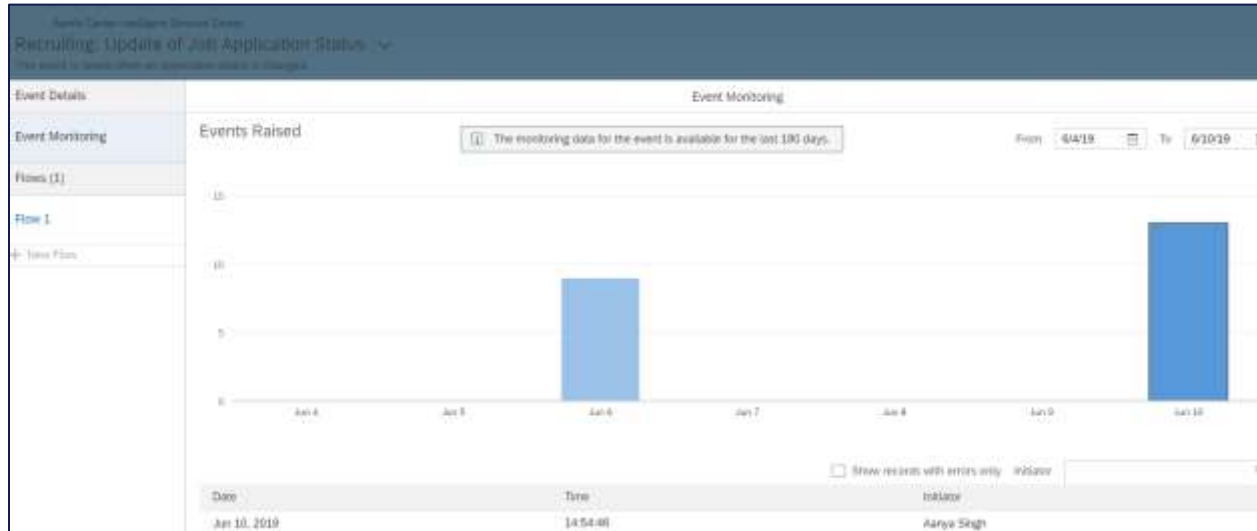 Recruiting: Update of Job Application Status
Event Details
Event Monitoring
Event Monitoring
Flows (1)
Flow 1
+ New Flow
Events Raised
The monitoring data for the event is available for the last 180 days.
From 6/4/19 To 6/10/19
15
10
5
0
Jun 4 Jun 5 Jun 6 Jun 7 Jun 8 Jun 9 Jun 10
Show records with errors only Initiator
Date Time Initiator
Jun 10, 2019 14:54:46 Aanya Singh